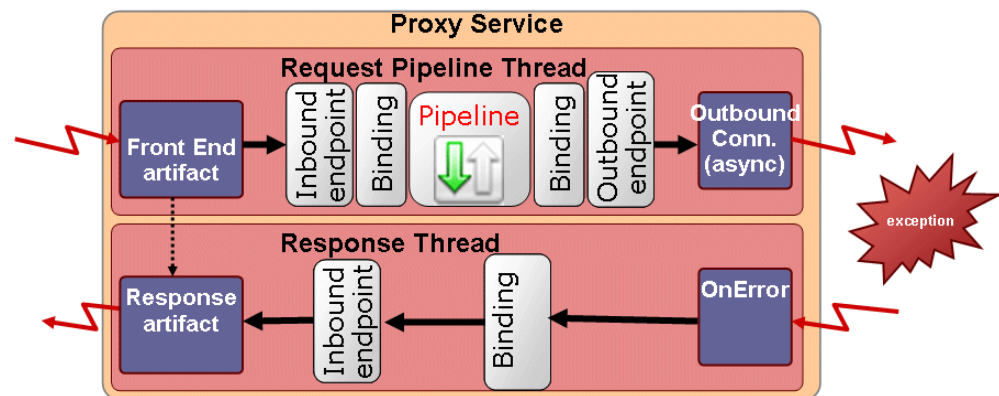 Proxy Service
Request Pipeline Thread
Front End
artifact
Inbound
endpoint
Binding
Pipeline
Binding
Outbound
endpoint
Outbound
Conn.
(async)
exception
Response Thread
Response
artifact
Inbound
endpoint
Binding
OnError